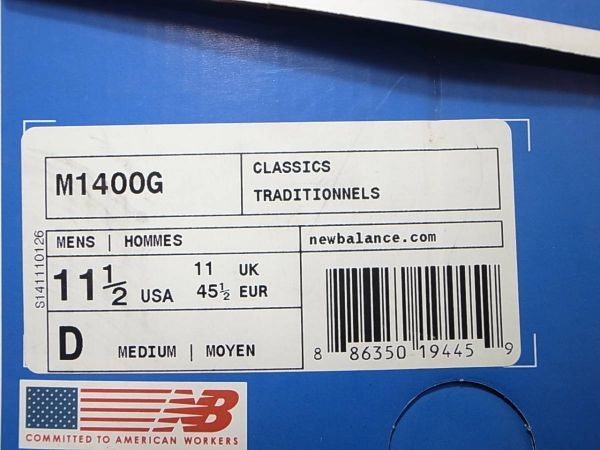 M1400G
CLASSICS
TRADITIONNELS
MENS | HOMMES
newbalance.com
11½ USA
11 UK
45½ EUR
D MEDIUM | MOYEN
8 86350 19445 9
S141110126
NB
COMMITTED TO AMERICAN WORKERS